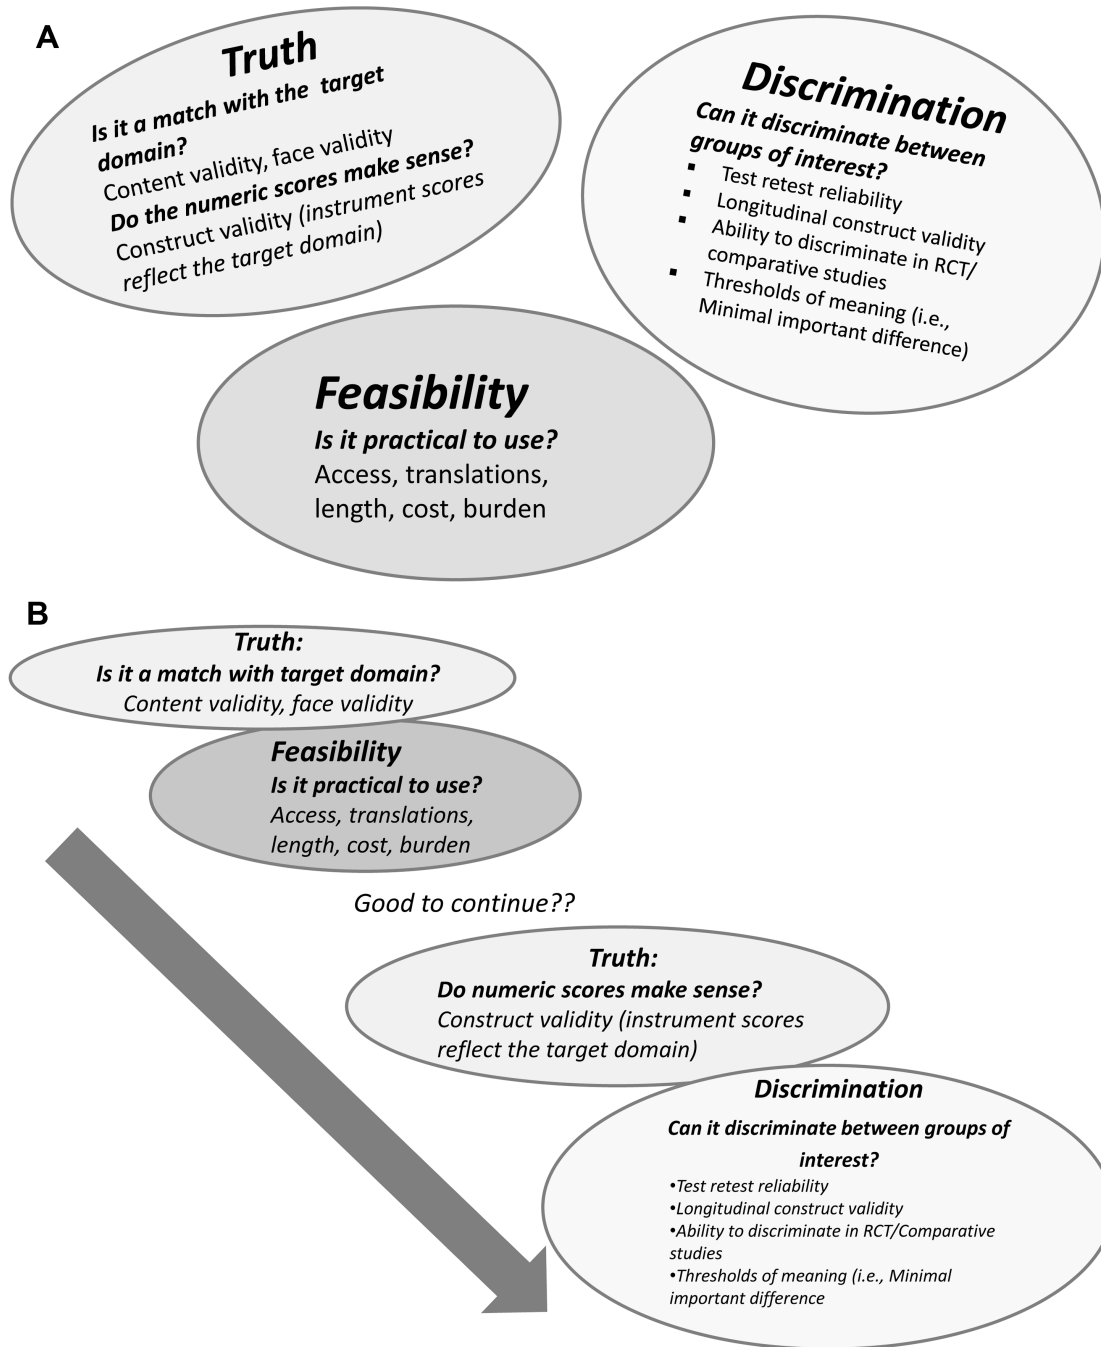 A
Truth
Is it a match with the target
domain?
Content validity, face validity
Do the numeric scores make sense?
Construct validity (instrument scores
reflect the target domain)
Discrimination
Can it discriminate between
groups of interest?
▪ Test retest reliability
▪ Longitudinal construct validity
▪ Ability to discriminate in RCT/
comparative studies
▪ Thresholds of meaning (i.e.,
Minimal important difference)
Feasibility
Is it practical to use?
Access, translations,
length, cost, burden
B
Truth:
Is it a match with target domain?
Content validity, face validity
Feasibility
Is it practical to use?
Access, translations,
length, cost, burden
Good to continue??
Truth:
Do numeric scores make sense?
Construct validity (instrument scores
reflect the target domain)
Discrimination
Can it discriminate between groups of
interest?
•Test retest reliability
•Longitudinal construct validity
•Ability to discriminate in RCT/Comparative
studies
•Thresholds of meaning (i.e., Minimal
important difference